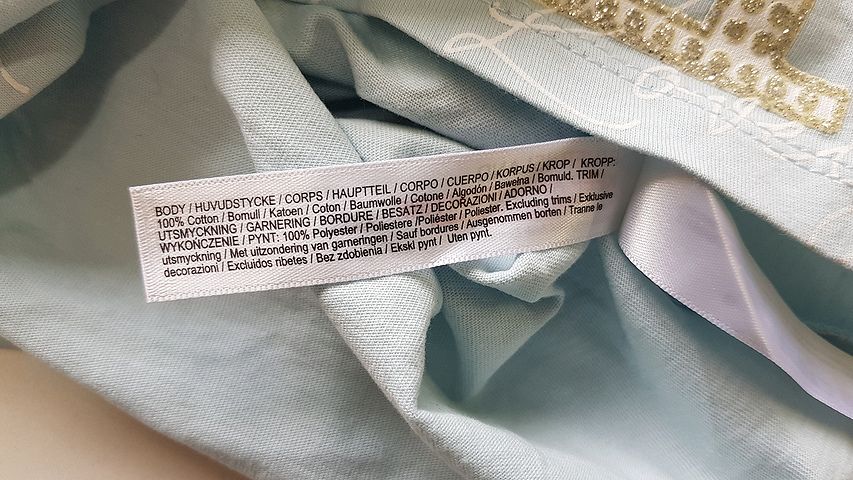 BODY / HUVUDSTYCKE / CORPS / HAUPTTEIL / CORPO / CUERPO / KORPUS / KROP / KROPP:
100% Cotton / Bomull / Katoen / Coton / Baumwolle / Cotone / Algodón / Bawełna / Bomuld. TRIM /
UTSMYCKNING / GARNERING / BORDURE / BESATZ / DECORAZIONI / ADORNO /
WYKOŃCZENIE / PYNT: 100% Polyester / Poliestere /Poliéster / Poliester. Excluding trims / Exklusive
utsmyckning / Met uitzondering van garneringen / Sauf bordures / Ausgenommen borten / Tranne le
decorazioni / Excluidos ribetes / Bez zdobienia / Ekskl pynt / Uten pynt.